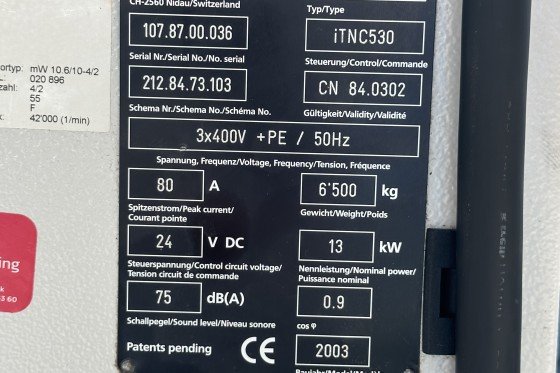 CH-2560 Nidau/Switzerland
Typ/Type
107.87.00.036
iTNC530
Serial Nr./Serial No./No. serial
Steuerung/Control/Commande
212.84.73.103
CN 84.0302
Schema Nr./Schema No./Schéma No.
Gültigkeit/Validity/Validité
3x400V +PE / 50Hz
Spannung, Frequenz/Voltage, Frequency/Tension, Fréquence
80 A
6'500 kg
Spitzenstrom/Peak current/
Courant pointe
Gewicht/Weight/Poids
24 V DC
13 kW
Steuerspannung/Control circuit voltage/
Tension circuit de commande
Nennleistung/Nominal power/
Puissance nominal
75 dB(A)
0.9
Schallpegel/Sound level/Niveau sonore
cos φ
Patents pending
CE
2003
ortyp: mW 10.6/10-4/2
L: 020 896
zahl: 4/2
55
F
k: 42'000 (1/min)
ing
k
3 60